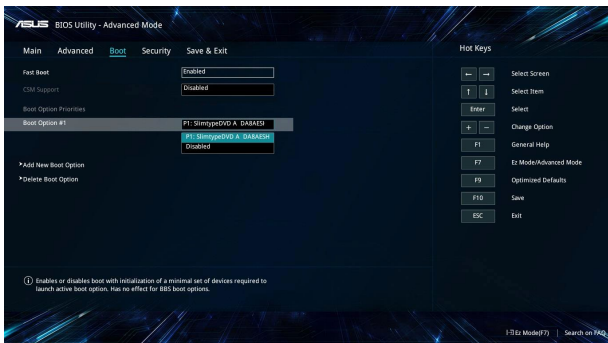 ASUS BIOS Utility - Advanced Mode
Main Advanced Boot Security Save & Exit
Hot Keys
Fast Boot Enabled
CSM Support Disabled
Boot Option Priorities
Boot Option #1 P1: SlimtypeDVD A DA8AESI
P1: SlimtypeDVD A DA8AESH
Disabled
Add New Boot Option
Delete Boot Option
← → Select Screen
↑ ↓ Select Item
Enter Select
+ − Change Option
F1 General Help
F7 Ez Mode/Advanced Mode
F9 Optimized Defaults
F10 Save
ESC Exit
Enables or disables boot with initialization of a minimal set of devices required to
launch active boot option. Has no effect for BBS boot options.
Ez Mode(F7) | Search on FAQ